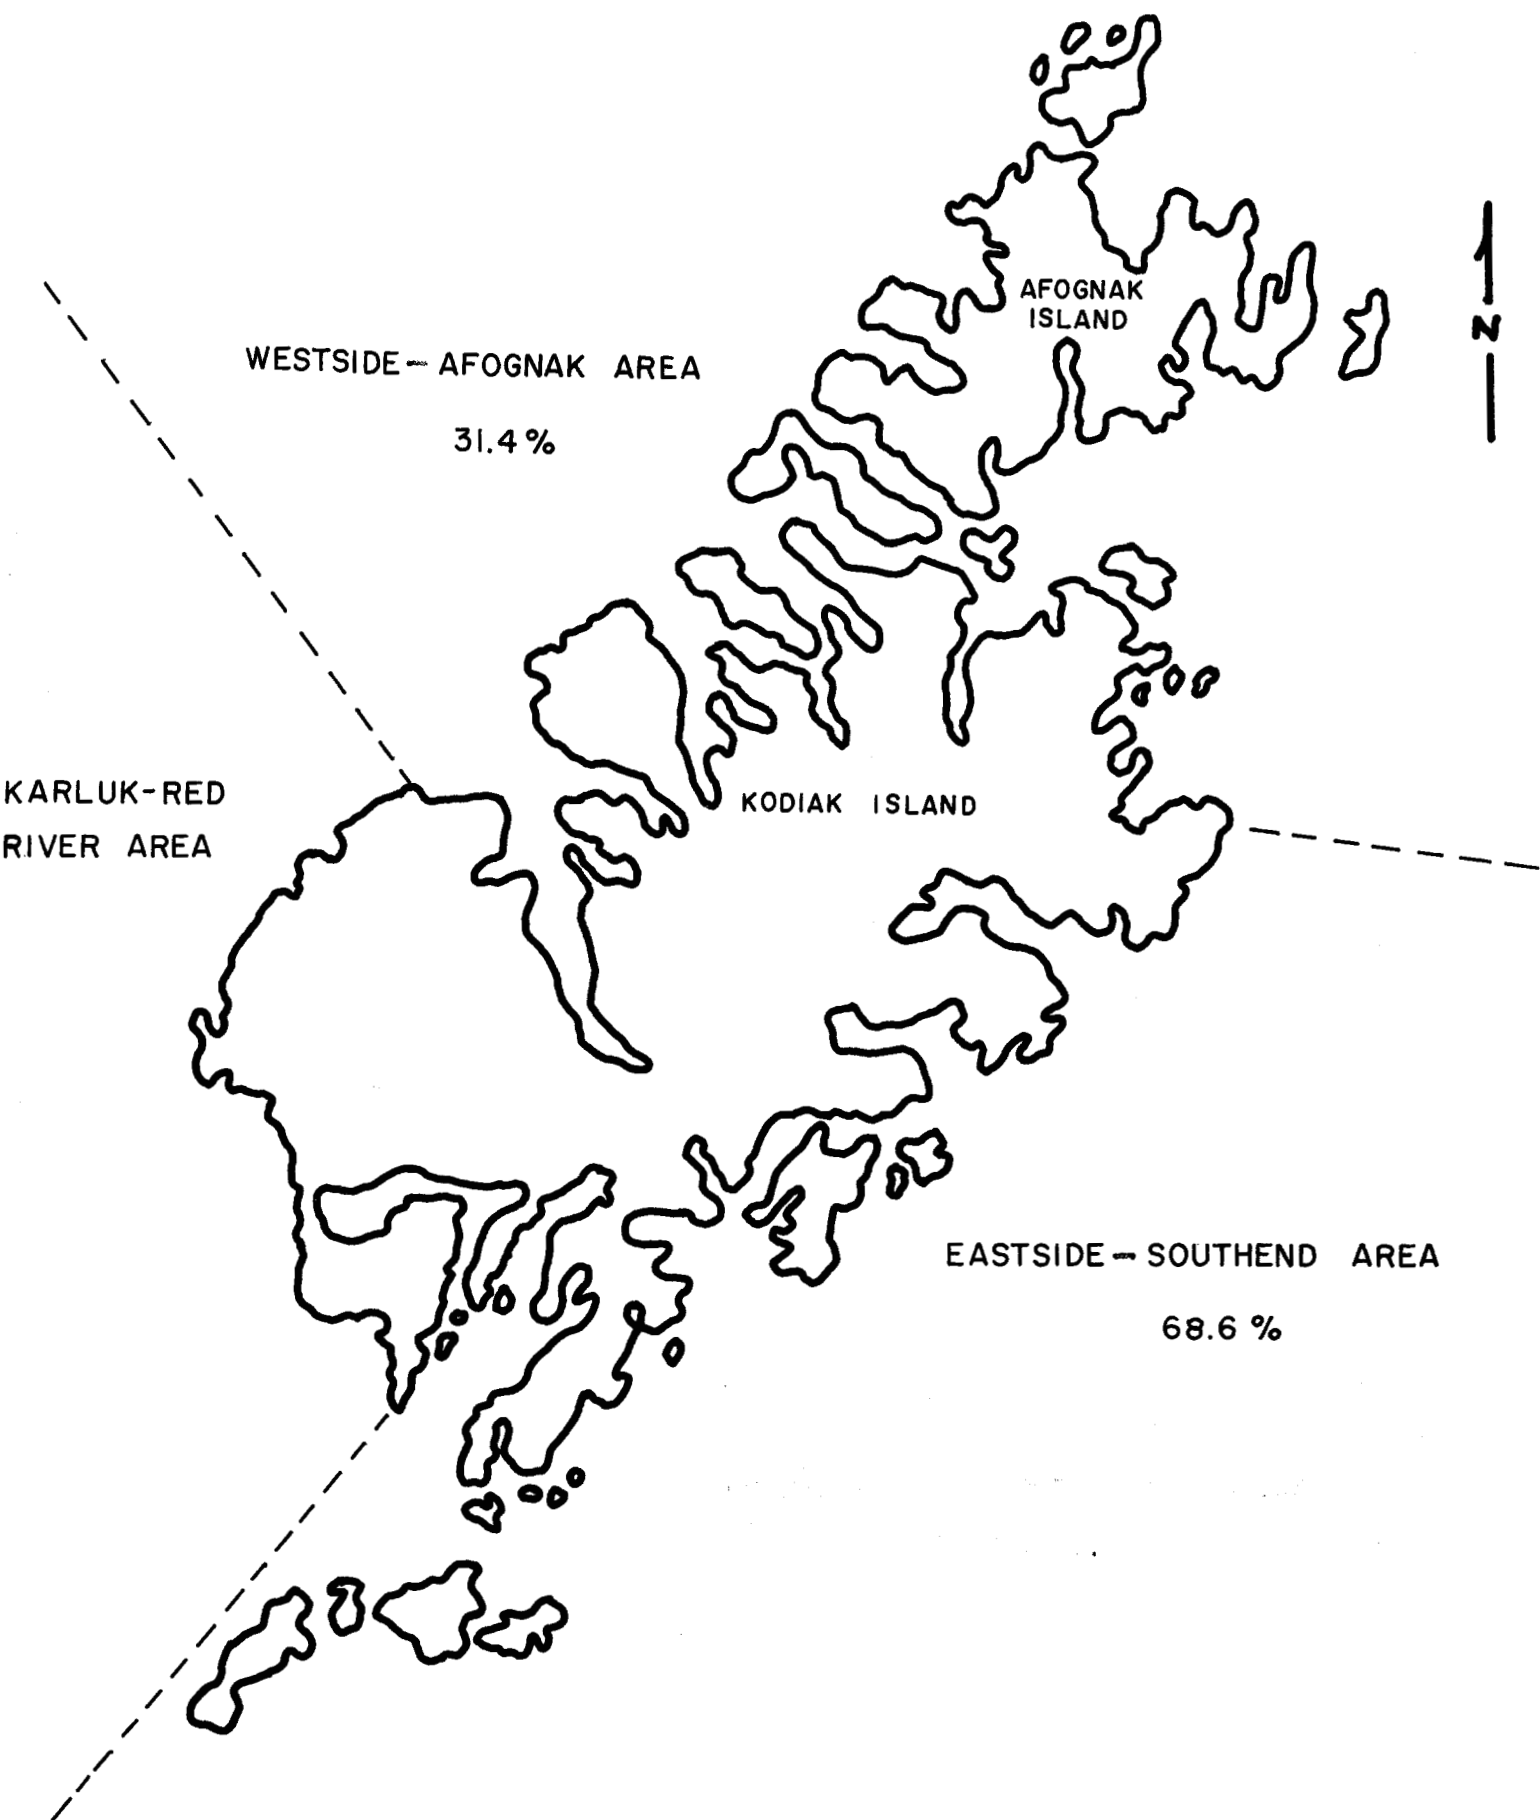 AFOGNAK
ISLAND
N
WESTSIDE-AFOGNAK AREA
31.4%
KARLUK-RED
RIVER AREA
KODIAK ISLAND
EASTSIDE-SOUTHEND AREA
68.6%